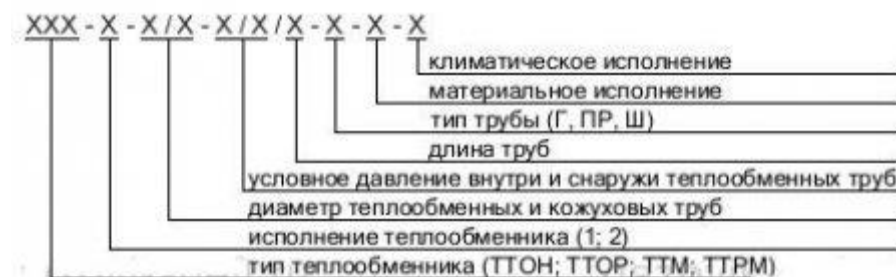 XXX - X - X/X - X/X/X - X - X - X
климатическое исполнение
материальное исполнение
тип трубы (Г, ПР, Ш)
длина труб
условное давление внутри и снаружи теплообменных труб
диаметр теплообменных и кожуховых труб
исполнение теплообменника (1; 2)
тип теплообменника (ТТОН; ТТОР; ТТМ; ТТРМ)